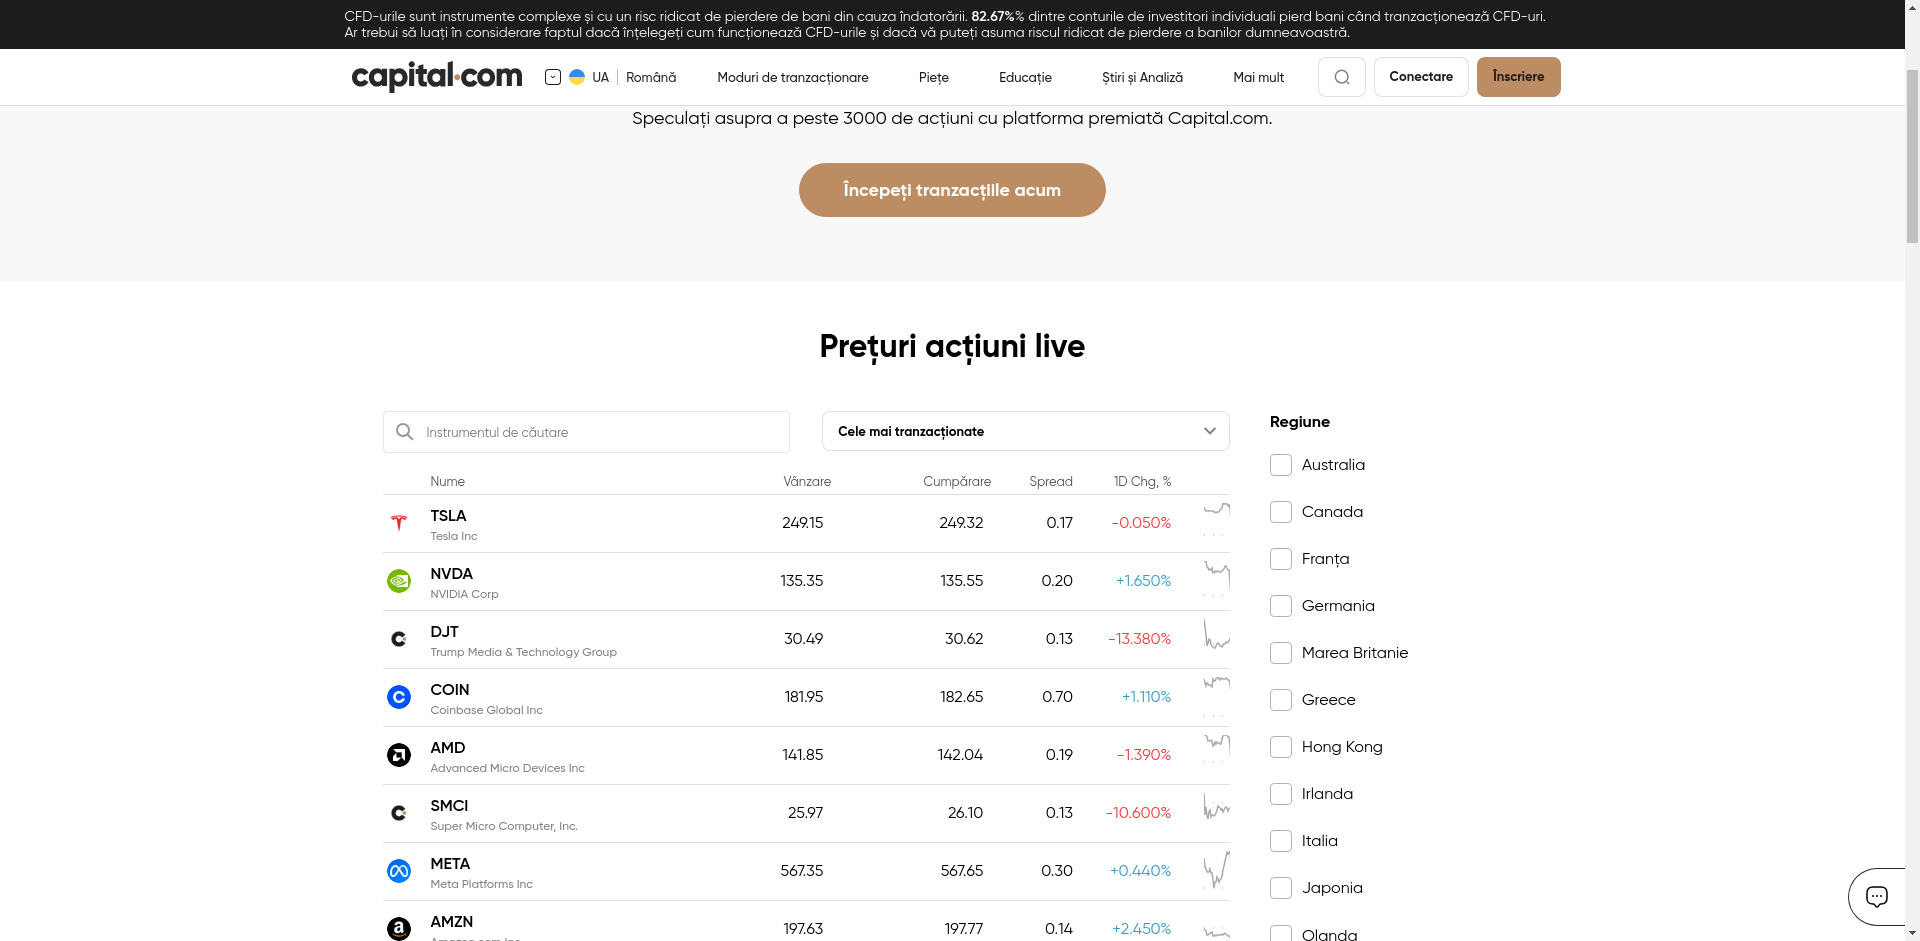 CFD-urile sunt instrumente complexe și cu un risc ridicat de pierdere de bani din cauza îndatorării. 82.67%% dintre conturile de investitori individuali pierd bani când tranzacționează CFD-uri.
Ar trebui să luați în considerare faptul dacă înțelegeți cum funcționează CFD-urile și dacă vă puteți asuma riscul ridicat de pierdere a banilor dumneavoastră.
capital.com UA Română Moduri de tranzacționare Piețe Educație Știri și Analiză Mai mult Conectare Înscriere
Speculați asupra a peste 3000 de acțiuni cu platforma premiată Capital.com.
Începeți tranzacțiile acum
Prețuri acțiuni live
Instrumentul de căutare
Cele mai tranzacționate
Nume Vânzare Cumpărare Spread 1D Chg, %
TSLA 249.15 249.32 0.17 -0.050%
Tesla Inc
NVDA 135.35 135.55 0.20 +1.650%
NVIDIA Corp
DJT 30.49 30.62 0.13 -13.380%
Trump Media & Technology Group
COIN 181.95 182.65 0.70 +1.110%
Coinbase Global Inc
AMD 141.85 142.04 0.19 -1.390%
Advanced Micro Devices Inc
SMCI 25.97 26.10 0.13 -10.600%
Super Micro Computer, Inc.
META 567.35 567.65 0.30 +0.440%
Meta Platforms Inc
AMZN 197.63 197.77 0.14 +2.450%
Amazon.com Inc
Regiune
Australia
Canada
Franța
Germania
Marea Britanie
Greece
Hong Kong
Irlanda
Italia
Japonia
Olanda